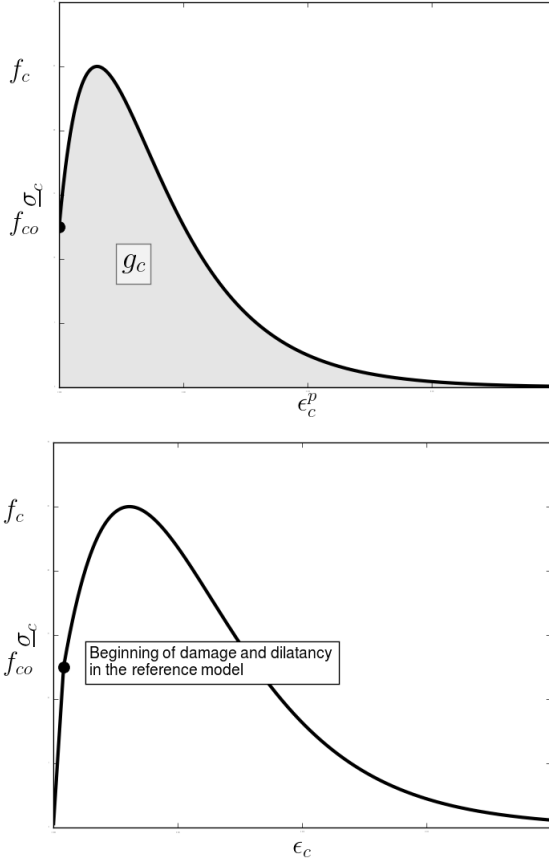 f_c
σ_c
f_co
g_c
ϵ_c^p
f_c
σ_c
f_co
Beginning of damage and dilatancy
in the reference model
ϵ_c